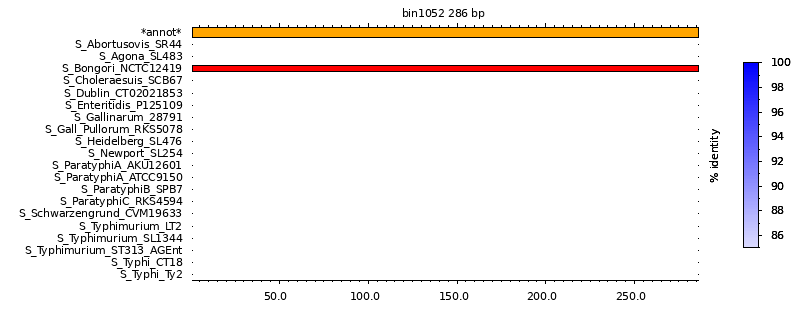 bin1052 286 bp
*annot*
S_Abortusovis_SR44
S_Agona_SL483
S_Bongori_NCTC12419
S_Choleraesuis_SCB67
S_Dublin_CT02021853
S_Enteritidis_P125109
S_Gallinarum_28791
S_Gall_Pullorum_RKS5078
S_Heidelberg_SL476
S_Newport_SL254
S_ParatyphiA_AKU12601
S_ParatyphiA_ATCC9150
S_ParatyphiB_SPB7
S_ParatyphiC_RKS4594
S_Schwarzengrund_CVM19633
S_Typhimurium_LT2
S_Typhimurium_SL1344
S_Typhimurium_ST313_AGEnt
S_Typhi_CT18
S_Typhi_Ty2
50.0 100.0 150.0 200.0 250.0
% identity
100
98
96
94
92
90
88
86